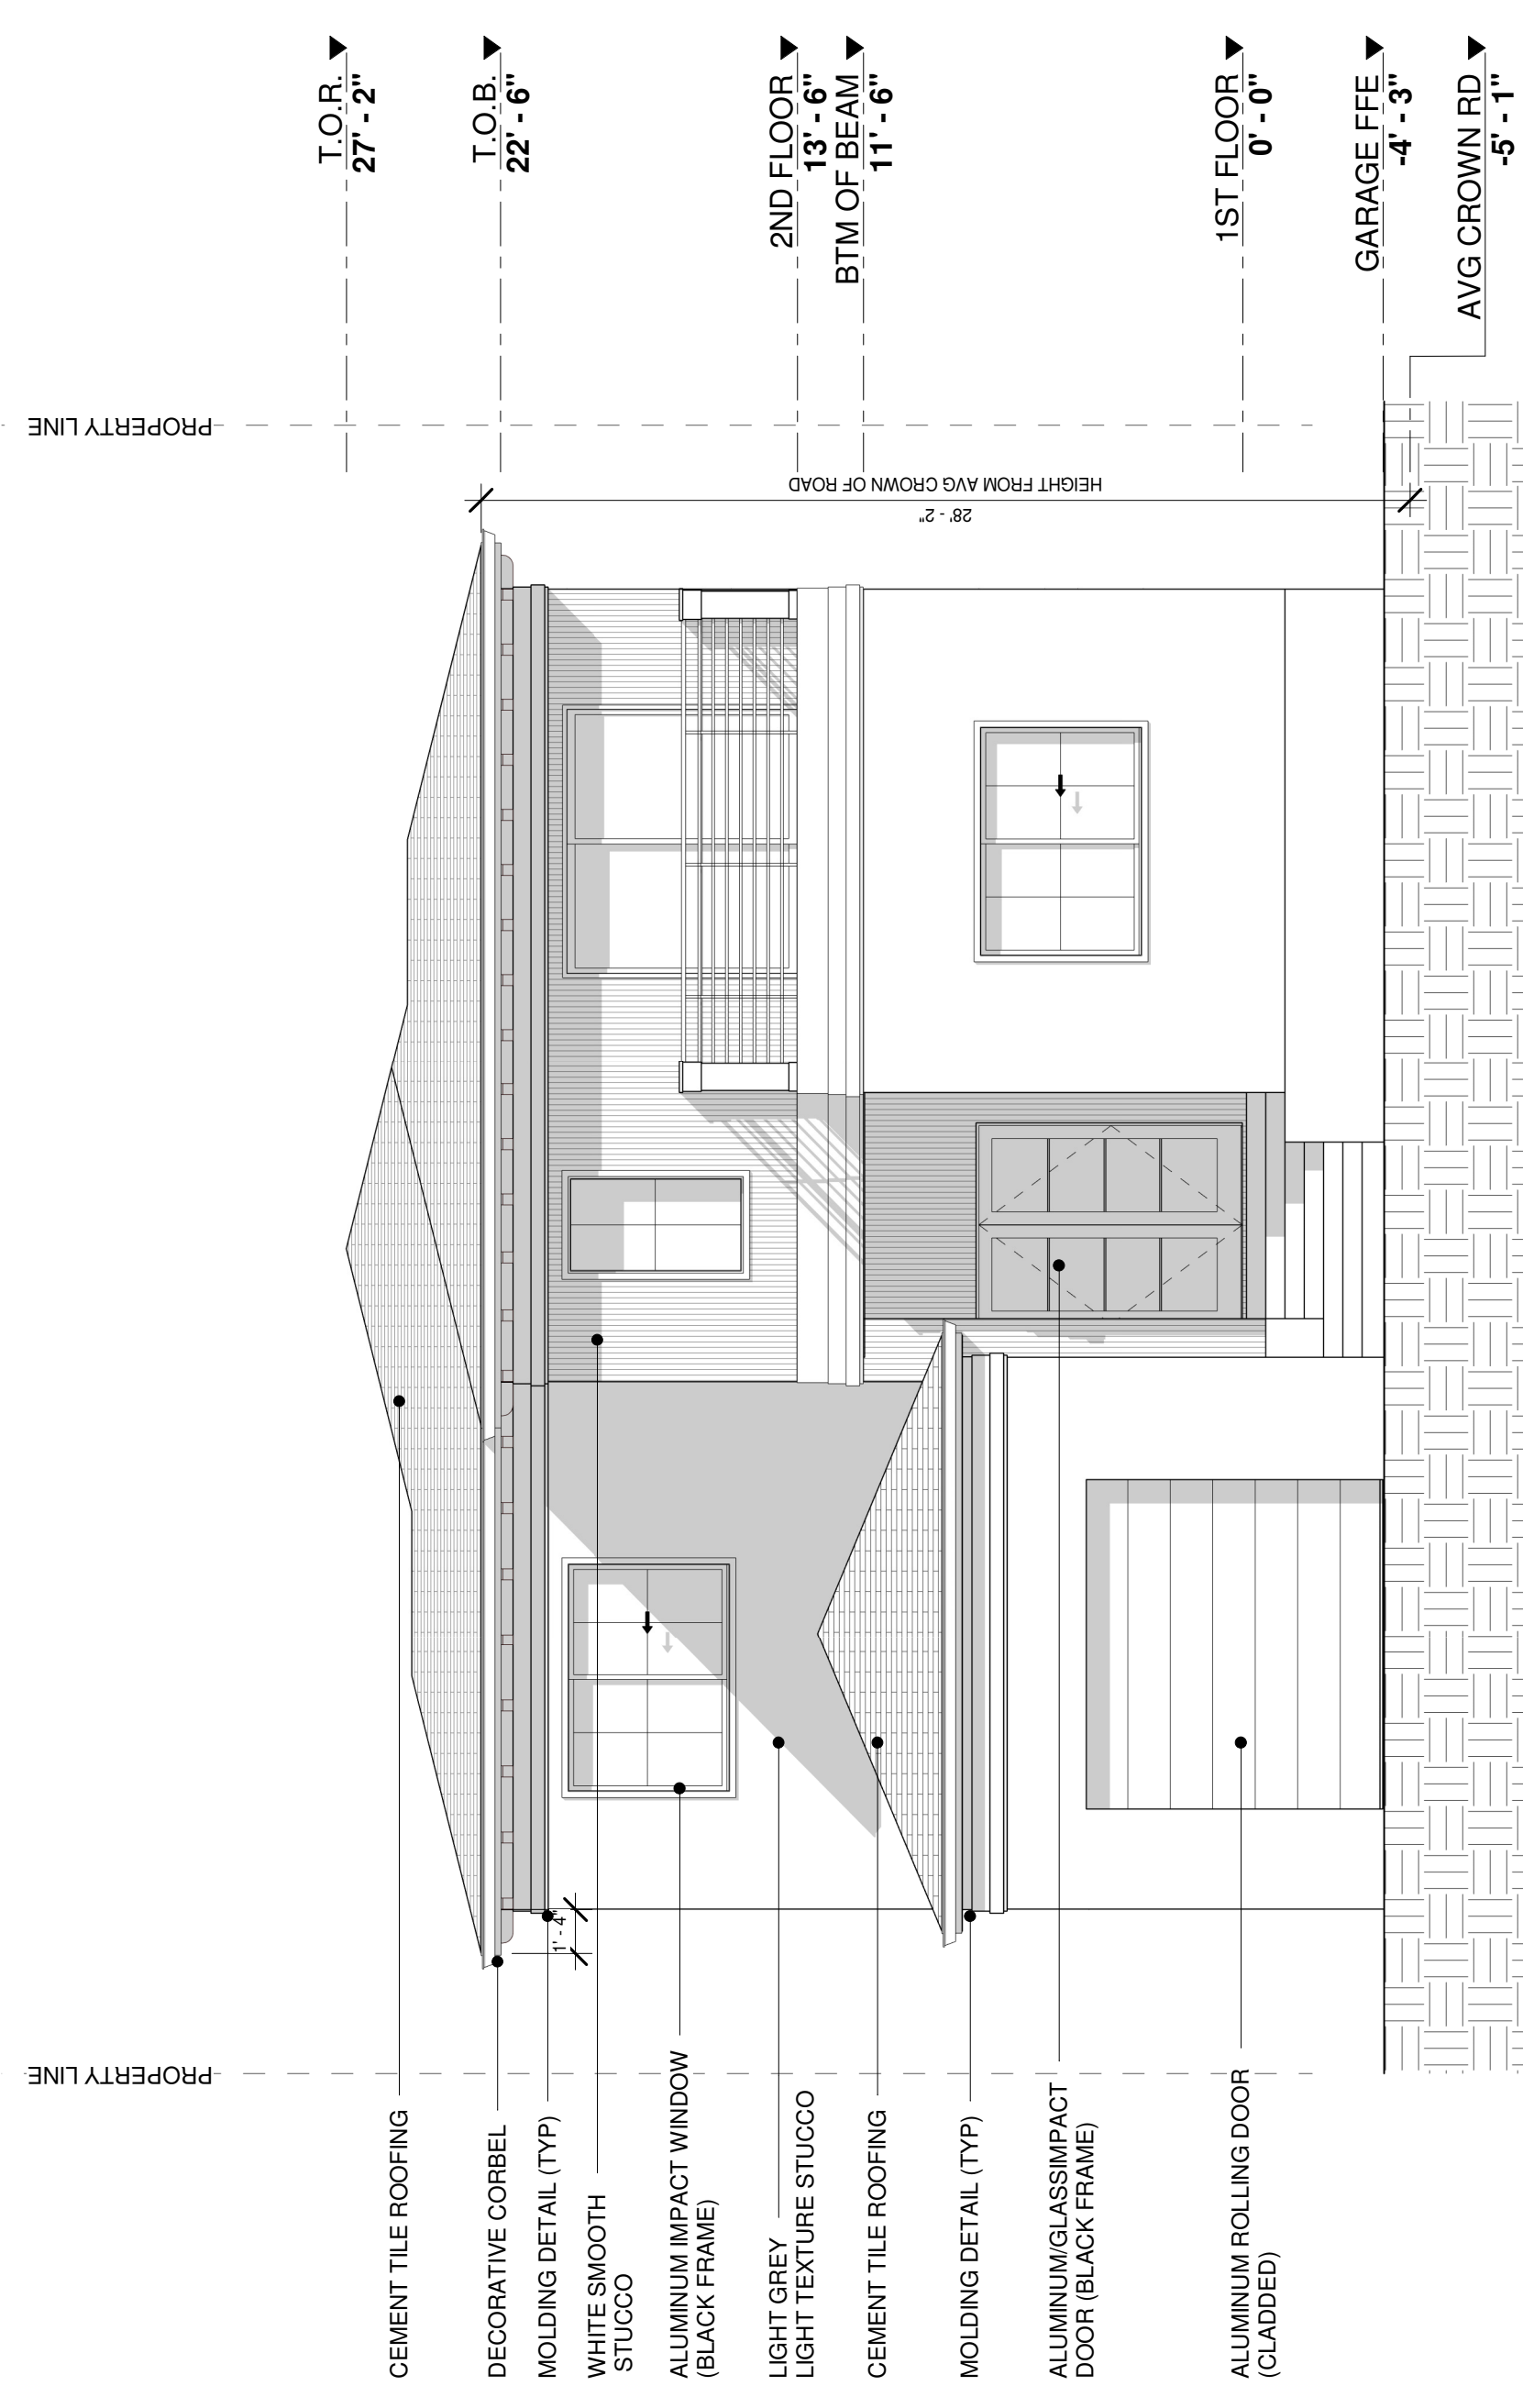 PROPERTY LINE
PROPERTY LINE
CEMENT TILE ROOFING
DECORATIVE CORBEL
MOLDING DETAIL (TYP)
WHITE SMOOTH
STUCCO
ALUMINUM IMPACT WINDOW
(BLACK FRAME)
LIGHT GREY
LIGHT TEXTURE STUCCO
CEMENT TILE ROOFING
MOLDING DETAIL (TYP)
ALUMINUM/GLASSIMPACT
DOOR (BLACK FRAME)
ALUMINUM ROLLING DOOR
(CLADDED)
1' - 4"
HEIGHT FROM AVG CROWN OF ROAD
28' - 2"
T.O.R.
27' - 2"
T.O.B.
22' - 6"
2ND FLOOR
13' - 6"
BTM OF BEAM
11' - 6"
1ST FLOOR
0' - 0"
GARAGE FFE
-4' - 3"
AVG CROWN RD
-5' - 1"